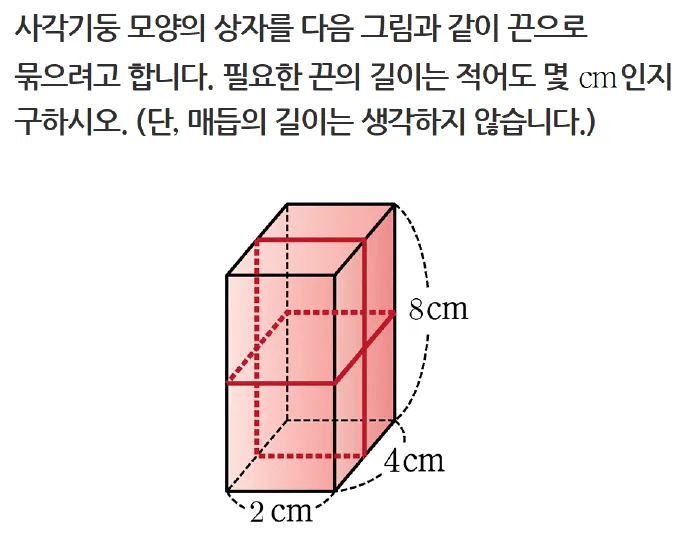 사각기둥 모양의 상자를 다음 그림과 같이 끈으로
묶으려고 합니다. 필요한 끈의 길이는 적어도 몇 cm인지
구하시오. (단, 매듭의 길이는 생각하지 않습니다.)
8cm
4cm
2cm